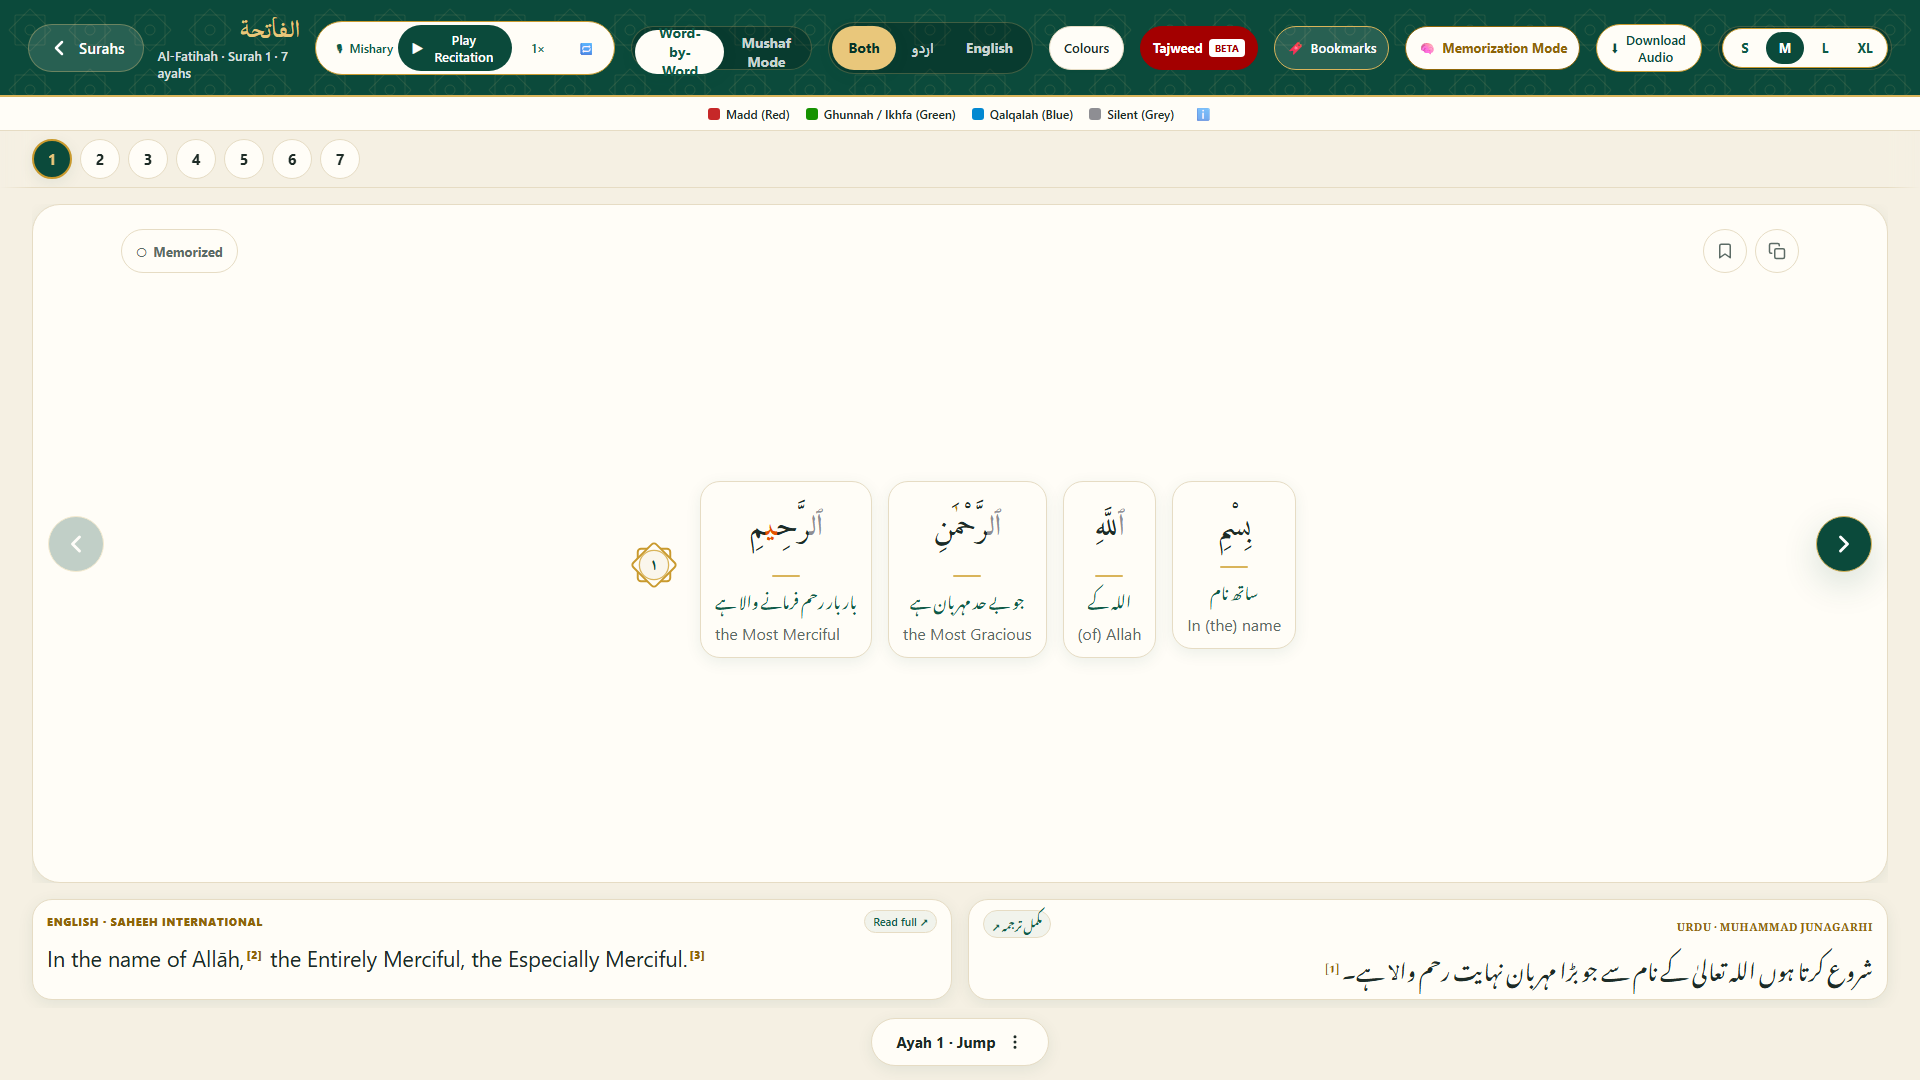 Surahs
الفاتحة
Al-Fatihah · Surah 1 · 7
ayahs
Mishary
Play
Recitation
1×
Word-
by-
Word
Mushaf
Mode
Both
اردو
English
Colours
Tajweed BETA
Bookmarks
Memorization Mode
Download
Audio
S M L XL
Madd (Red) Ghunnah / Ikhfa (Green) Qalqalah (Blue) Silent (Grey)
1 2 3 4 5 6 7
Memorized
بِسْمِ ٱللَّهِ ٱلرَّحْمَٰنِ ٱلرَّحِيمِ ١
ساتھ نام
In (the) name
اللہ کے
(of) Allah
جو بے حد مہربان ہے
the Most Gracious
بار بار رحم فرمانے والا ہے
the Most Merciful
ENGLISH · SAHEEH INTERNATIONAL
Read full ↗
In the name of Allāh,[2] the Entirely Merciful, the Especially Merciful.[3]
مکمل ترجمہ ↗
URDU · MUHAMMAD JUNAGARHI
شروع کرتا ہوں اللہ تعالیٰ کے نام سے جو بڑا مہربان نہایت رحم والا ہے۔ [1]
Ayah 1 · Jump